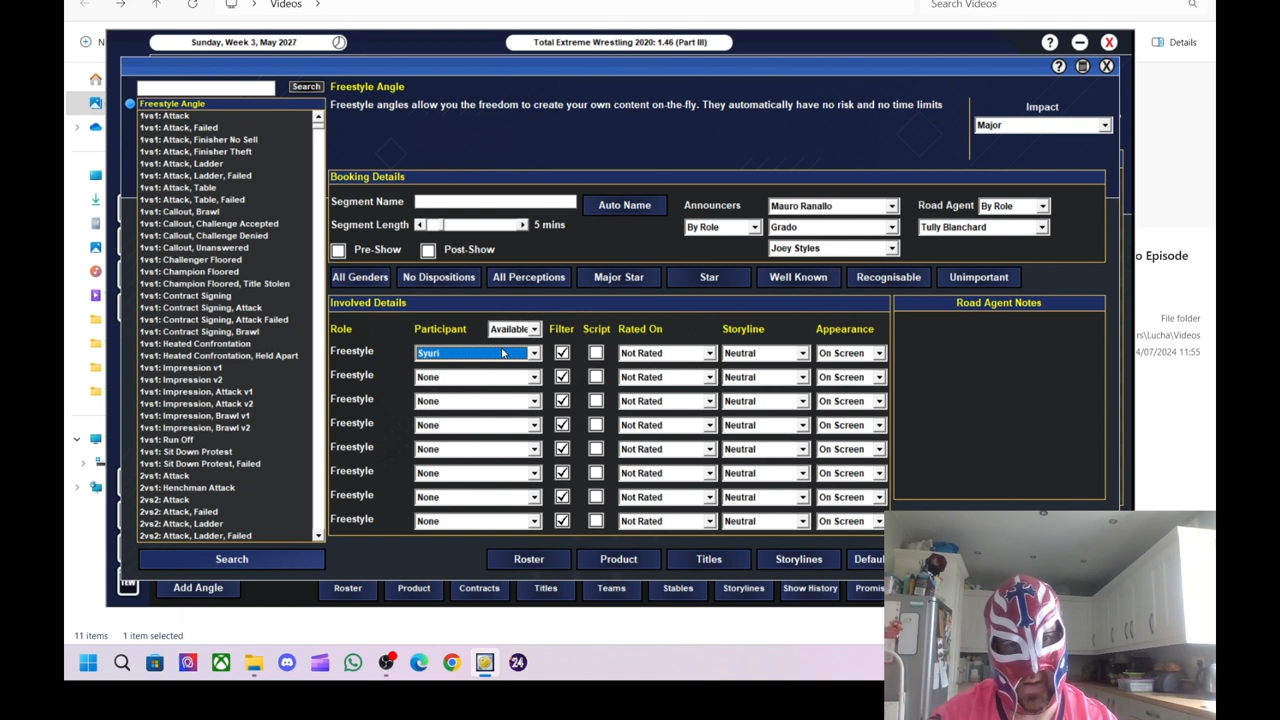 Videos
Search Videos
N
Details
Sunday, Week 3, May 2027
Total Extreme Wrestling 2020: 1.46 (Part III)
? X
? X
Search
Freestyle Angle
Freestyle angles allow you the freedom to create your own content on-the-fly. They automatically have no risk and no time limits
Impact
Major
Freestyle Angle
1vs1: Attack
1vs1: Attack, Failed
1vs1: Attack, Finisher No Sell
1vs1: Attack, Finisher Theft
1vs1: Attack, Ladder
1vs1: Attack, Ladder, Failed
1vs1: Attack, Table
1vs1: Attack, Table, Failed
1vs1: Callout, Brawl
1vs1: Callout, Challenge Accepted
1vs1: Callout, Challenge Denied
1vs1: Callout, Unanswered
1vs1: Challenger Floored
1vs1: Champion Floored
1vs1: Champion Floored, Title Stolen
1vs1: Contract Signing
1vs1: Contract Signing, Attack
1vs1: Contract Signing, Attack Failed
1vs1: Contract Signing, Brawl
1vs1: Heated Confrontation
1vs1: Heated Confrontation, Held Apart
1vs1: Impression v1
1vs1: Impression v2
1vs1: Impression, Attack v1
1vs1: Impression, Attack v2
1vs1: Impression, Brawl v1
1vs1: Impression, Brawl v2
1vs1: Run Off
1vs1: Sit Down Protest
1vs1: Sit Down Protest, Failed
2vs1: Attack
2vs1: Henchman Attack
2vs2: Attack
2vs2: Attack, Failed
2vs2: Attack, Ladder
2vs2: Attack, Ladder, Failed
Search
Booking Details
Segment Name
Auto Name
Announcers
Mauro Ranallo
Road Agent
By Role
Segment Length
5 mins
By Role
Grado
Tully Blanchard
Pre-Show
Post-Show
Joey Styles
All Genders
No Dispositions
All Perceptions
Major Star
Star
Well Known
Recognisable
Unimportant
Involved Details
Road Agent Notes
Role
Participant
Available
Filter
Script
Rated On
Storyline
Appearance
Freestyle Syuri Not Rated Neutral On Screen
Freestyle None Not Rated Neutral On Screen
Freestyle None Not Rated Neutral On Screen
Freestyle None Not Rated Neutral On Screen
Freestyle None Not Rated Neutral On Screen
Freestyle None Not Rated Neutral On Screen
Freestyle None Not Rated Neutral On Screen
Freestyle None Not Rated Neutral On Screen
Roster
Product
Titles
Storylines
Defaul
TEW
Add Angle
Roster
Product
Contracts
Titles
Teams
Stables
Storylines
Show History
Promis
o Episode
File folder
rs\Lucha\Videos
4/07/2024 11:55
11 items
1 item selected
24